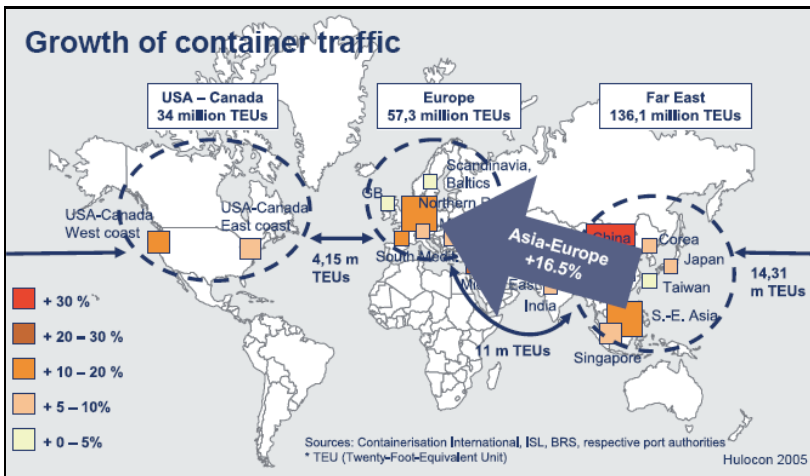 Growth of container traffic
USA – Canada
34 million TEUs
Europe
57,3 million TEUs
Far East
136,1 million TEUs
Scandinavia,
Baltics
GB
Northern
USA-Canada
West coast
USA-Canada
East coast
South Medit.
Asia-Europe
+16.5%
China
Corea
Japan
Taiwan
India
S.-E. Asia
Singapore
4,15 m
TEUs
11 m TEUs
14,31
m TEUs
+ 30 %
+ 20 – 30 %
+ 10 – 20 %
+ 5 – 10%
+ 0 – 5%
Sources: Containerisation International, ISL, BRS, respective port authorities
* TEU (Twenty-Foot-Equivalent Unit)
Hulocon 2005